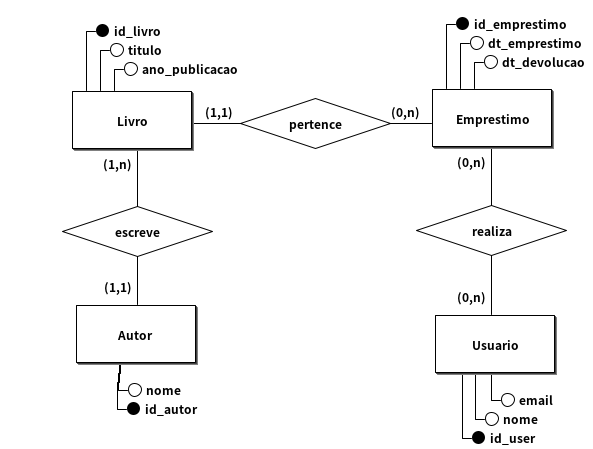 id_livro
titulo
ano_publicacao
Livro
(1,1)
pertence
(0,n)
id_emprestimo
dt_emprestimo
dt_devolucao
Emprestimo
(1,n)
escreve
(1,1)
Autor
nome
id_autor
(0,n)
realiza
(0,n)
Usuario
email
nome
id_user